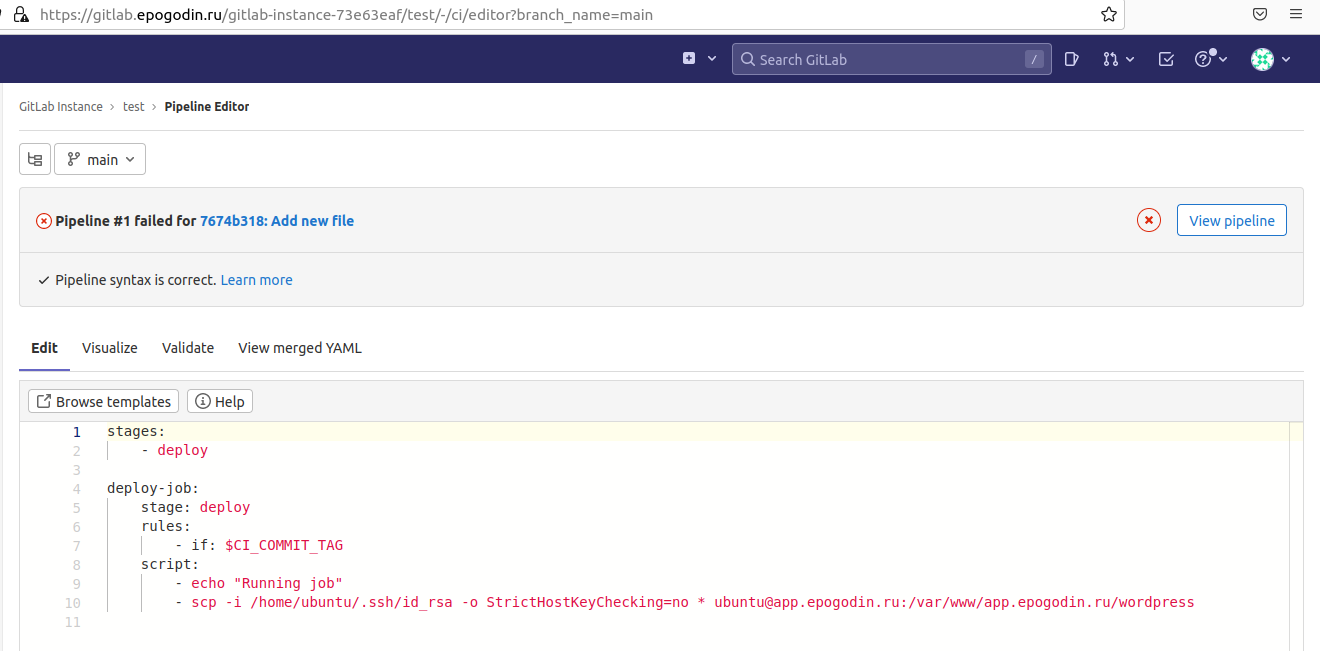 https://gitlab.epogodin.ru/gitlab-instance-73e63eaf/test/-/ci/editor?branch_name=main
Search GitLab /
GitLab Instance › test › Pipeline Editor
main
Pipeline #1 failed for 7674b318: Add new file
View pipeline
Pipeline syntax is correct. Learn more
Edit Visualize Validate View merged YAML
Browse templates Help
1 stages:
2 - deploy
3
4 deploy-job:
5 stage: deploy
6 rules:
7 - if: $CI_COMMIT_TAG
8 script:
9 - echo "Running job"
10 - scp -i /home/ubuntu/.ssh/id_rsa -o StrictHostKeyChecking=no * ubuntu@app.epogodin.ru:/var/www/app.epogodin.ru/wordpress
11